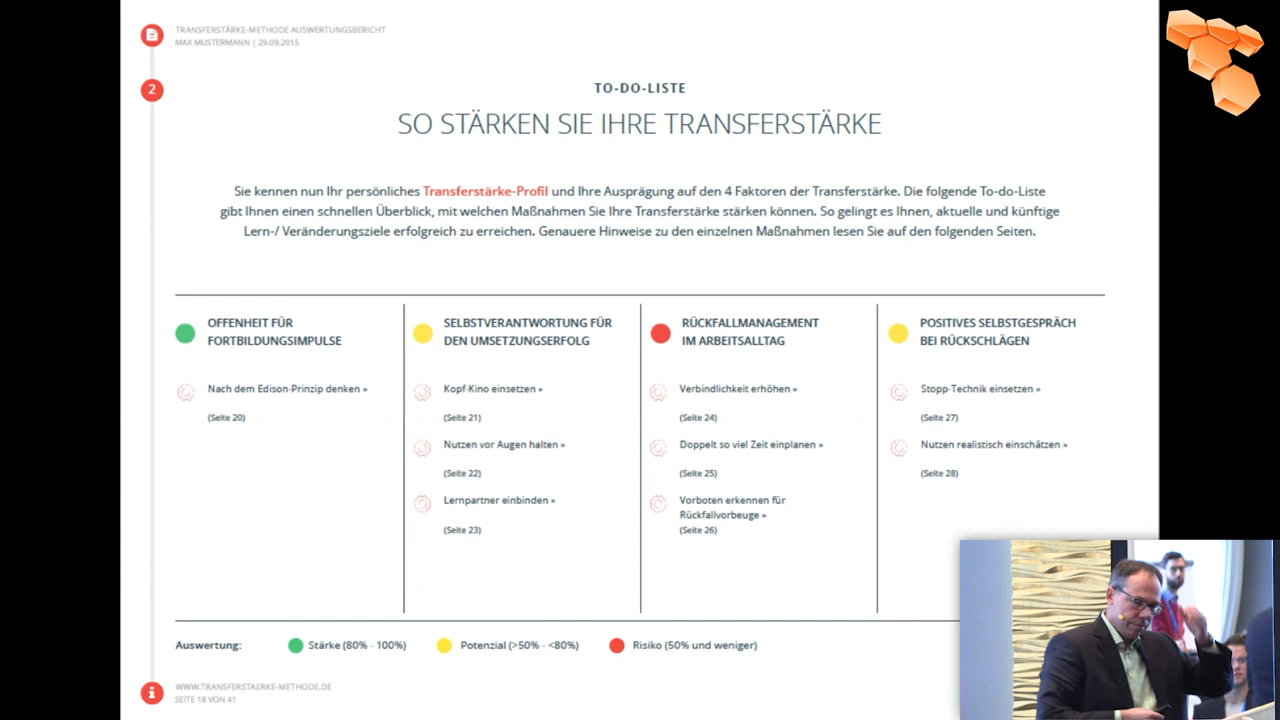 TRANSFERSTÄRKE-METHODE AUSWERTUNGSBERICHT
MAX MUSTERMANN | 29.09.2015
2
TO-DO-LISTE
SO STÄRKEN SIE IHRE TRANSFERSTÄRKE
Sie kennen nun Ihr persönliches Transferstärke-Profil und Ihre Ausprägung auf den 4 Faktoren der Transferstärke. Die folgende To-do-Liste
gibt Ihnen einen schnellen Überblick, mit welchen Maßnahmen Sie Ihre Transferstärke stärken können. So gelingt es Ihnen, aktuelle und künftige
Lern-/ Veränderungsziele erfolgreich zu erreichen. Genauere Hinweise zu den einzelnen Maßnahmen lesen Sie auf den folgenden Seiten.
OFFENHEIT FÜR
FORTBILDUNGSIMPULSE
Nach dem Edison-Prinzip denken »
(Seite 20)
SELBSTVERANTWORTUNG FÜR
DEN UMSETZUNGSERFOLG
Kopf-Kino einsetzen »
(Seite 21)
Nutzen vor Augen halten »
(Seite 22)
Lernpartner einbinden »
(Seite 23)
RÜCKFALLMANAGEMENT
IM ARBEITSALLTAG
Verbindlichkeit erhöhen »
(Seite 24)
Doppelt so viel Zeit einplanen »
(Seite 25)
Vorboten erkennen für
Rückfallvorbeuge »
(Seite 26)
POSITIVES SELBSTGESPRÄCH
BEI RÜCKSCHLÄGEN
Stopp-Technik einsetzen »
(Seite 27)
Nutzen realistisch einschätzen »
(Seite 28)
Auswertung:
Stärke (80% - 100%)
Potenzial (>50% - <80%)
Risiko (50% und weniger)
WWW.TRANSFERSTAERKE-METHODE.DE
SEITE 18 VON 41